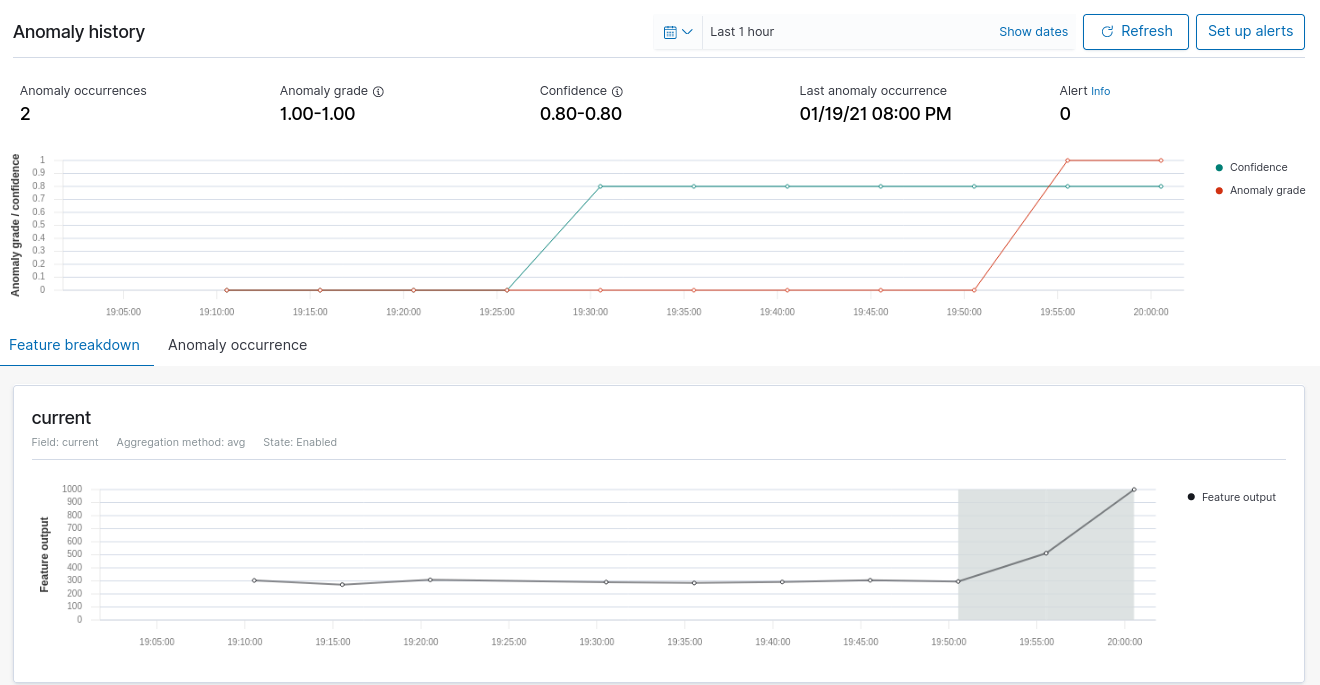 Anomaly history
Last 1 hour
Show dates
Refresh
Set up alerts
Anomaly occurrences
2
Anomaly grade
1.00-1.00
Confidence
0.80-0.80
Last anomaly occurrence
01/19/21 08:00 PM
Alert Info
0
Anomaly grade / confidence
1
0.9
0.8
0.7
0.6
0.5
0.4
0.3
0.2
0.1
0
19:05:00 19:10:00 19:15:00 19:20:00 19:25:00 19:30:00 19:35:00 19:40:00 19:45:00 19:50:00 19:55:00 20:00:00
Confidence
Anomaly grade
Feature breakdown
Anomaly occurrence
current
Field: current Aggregation method: avg State: Enabled
Feature output
1000
900
800
700
600
500
400
300
200
100
0
19:05:00 19:10:00 19:15:00 19:20:00 19:25:00 19:30:00 19:35:00 19:40:00 19:45:00 19:50:00 19:55:00 20:00:00
Feature output